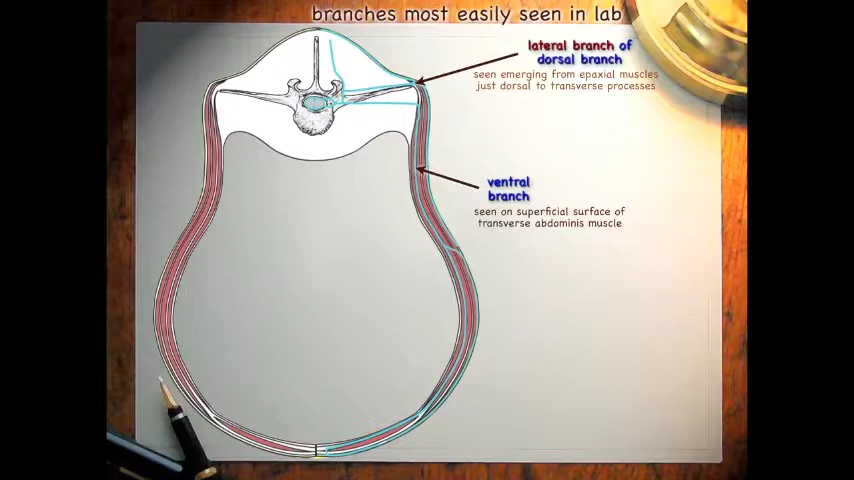 branches most easily seen in lab
lateral branch of
dorsal branch
seen emerging from epaxial muscles
just dorsal to transverse processes
ventral
branch
seen on superficial surface of
transverse abdominis muscle